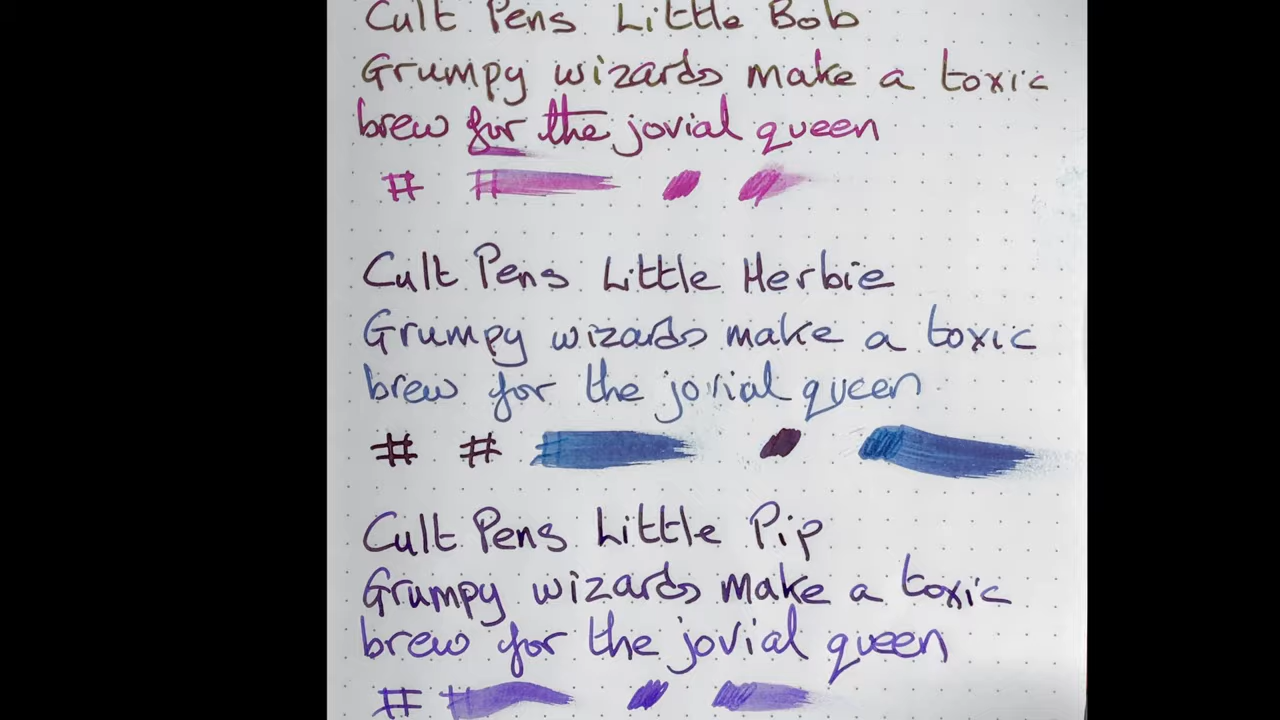 Cult Pens Little Bob
Grumpy wizards make a toxic
brew for the jovial queen
# #
Cult Pens Little Herbie
Grumpy wizards make a toxic
brew for the jovial queen
# # #
Cult Pens Little Pip
Grumpy wizards make a toxic
brew for the jovial queen
# #